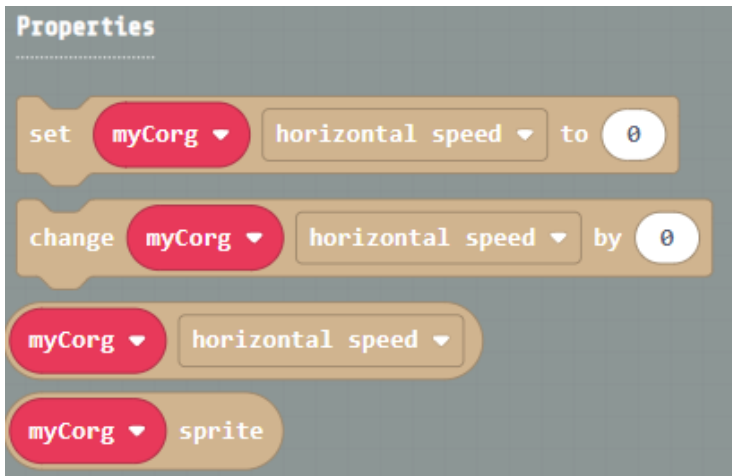 Properties
set myCorg horizontal speed to 0
change myCorg horizontal speed by 0
myCorg horizontal speed
myCorg sprite